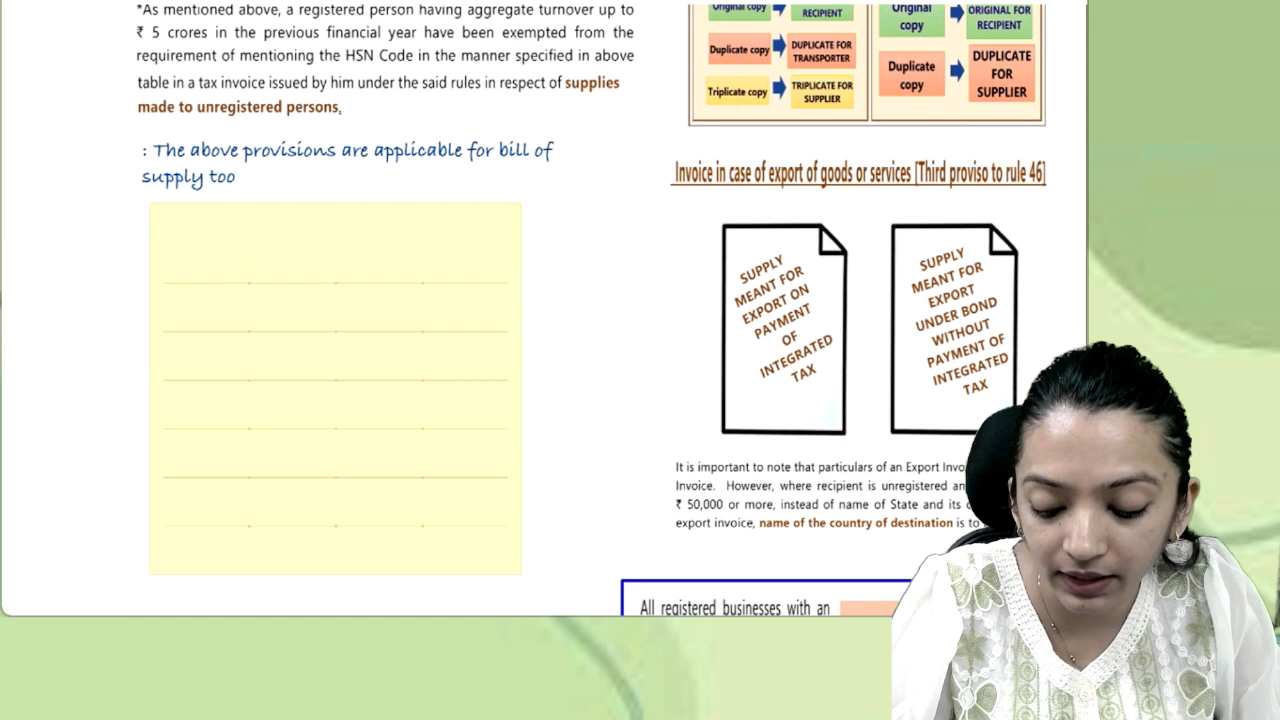 *As mentioned above, a registered person having aggregate turnover up to
₹ 5 crores in the previous financial year have been exempted from the
requirement of mentioning the HSN Code in the manner specified in above
table in a tax invoice issued by him under the said rules in respect of supplies
made to unregistered persons.
: The above provisions are applicable for bill of
supply too
Original copy
RECIPIENT
Duplicate copy
DUPLICATE FOR
TRANSPORTER
Triplicate copy
TRIPLICATE FOR
SUPPLIER
Original
copy
ORIGINAL FOR
RECIPIENT
Duplicate
copy
DUPLICATE
FOR
SUPPLIER
Invoice in case of export of goods or services [Third proviso to rule 46]
SUPPLY
MEANT FOR
EXPORT ON
PAYMENT
OF
INTEGRATED
TAX
SUPPLY
MEANT FOR
EXPORT
UNDER BOND
WITHOUT
PAYMENT OF
INTEGRATED
TAX
It is important to note that particulars of an Export
Invoice. However, where recipient is unregistered
₹ 50,000 or more, instead of name of State and its
export invoice, name of the country of destination is to
All registered businesses with an